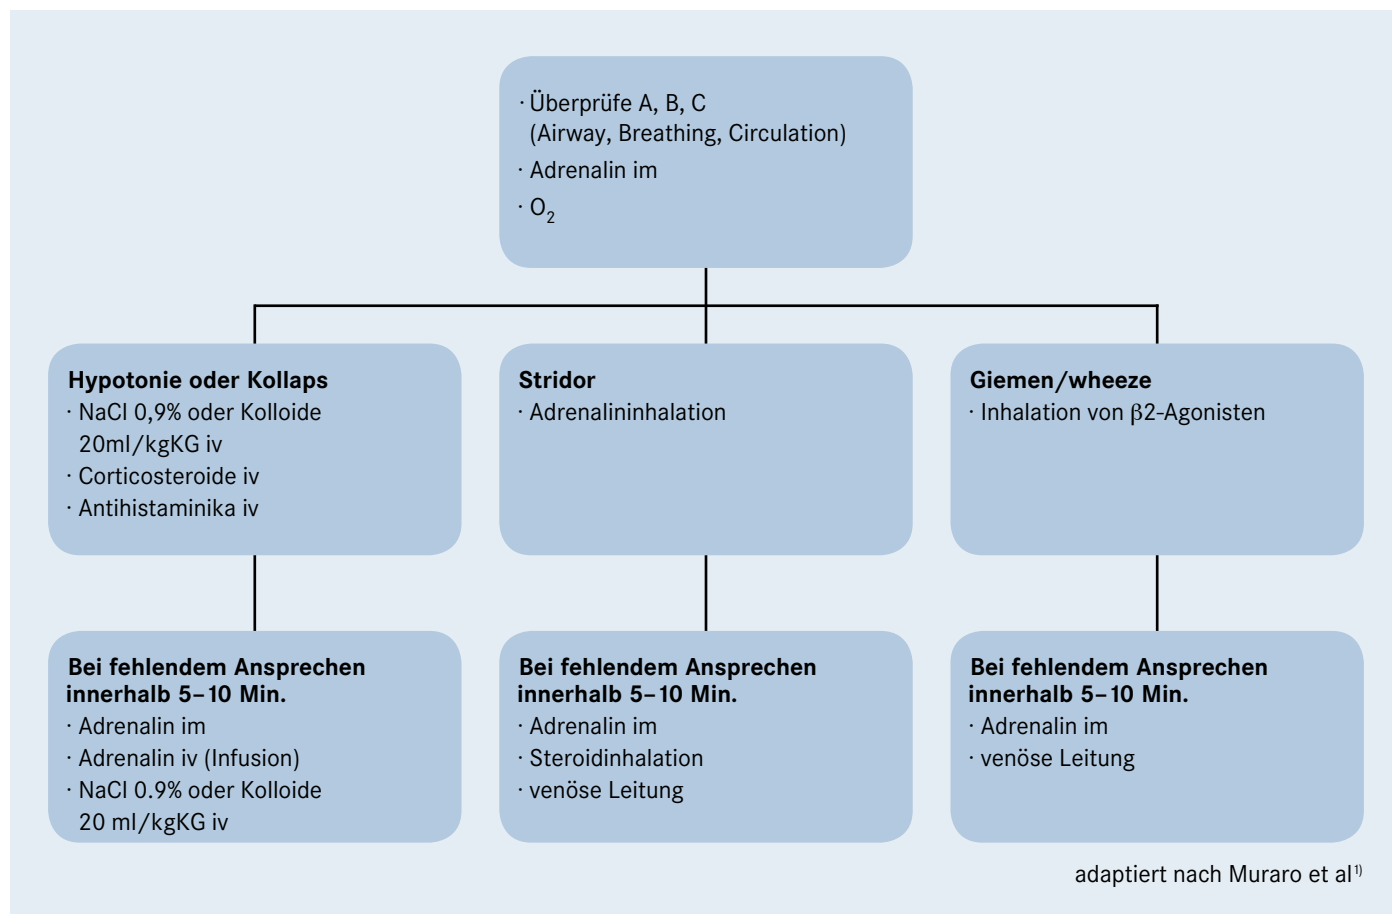 · Überprüfe A, B, C
(Airway, Breathing, Circulation)
· Adrenalin im
· O2
Hypotonie oder Kollaps
· NaCl 0,9% oder Kolloide
20ml/kgKG iv
· Corticosteroide iv
· Antihistaminika iv
Stridor
· Adrenalininhalation
Giemen/wheeze
· Inhalation von β2-Agonisten
Bei fehlendem Ansprechen
innerhalb 5–10 Min.
· Adrenalin im
· Adrenalin iv (Infusion)
· NaCl 0.9% oder Kolloide
20 ml/kgKG iv
Bei fehlendem Ansprechen
innerhalb 5–10 Min.
· Adrenalin im
· Steroidinhalation
· venöse Leitung
Bei fehlendem Ansprechen
innerhalb 5–10 Min.
· Adrenalin im
· venöse Leitung
adaptiert nach Muraro et al1)